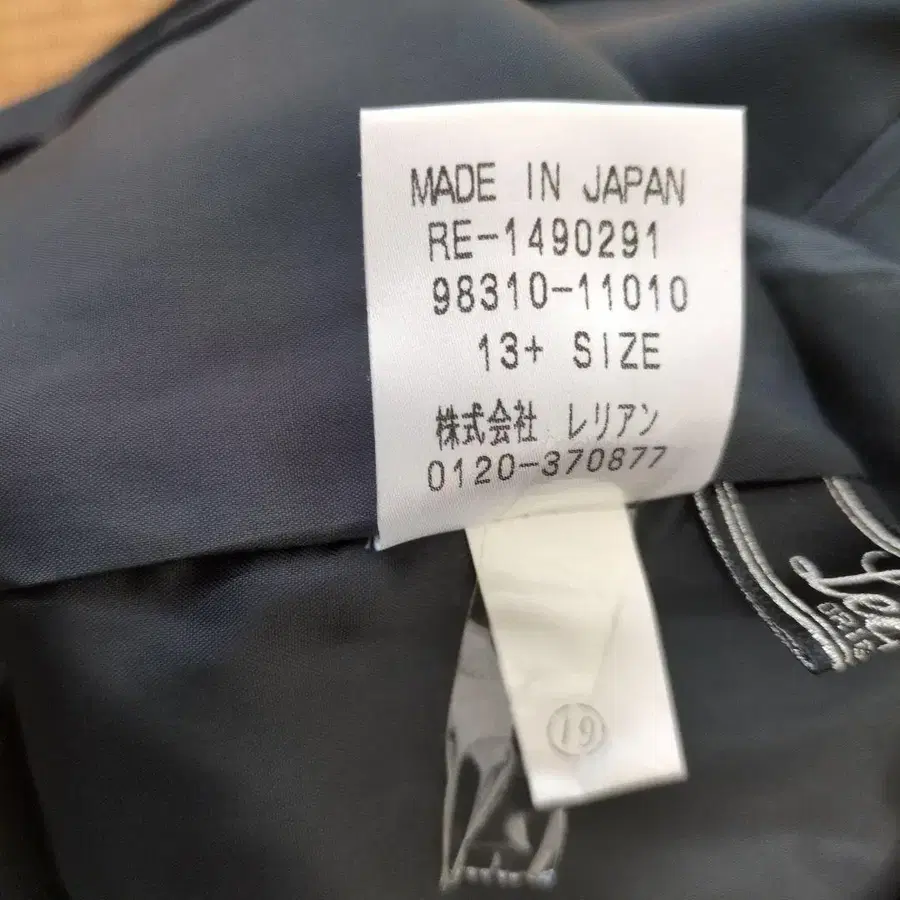 MADE IN JAPAN
RE-1490291
98310-11010
13+ SIZE
株式会社 レリアン
0120-370877
19